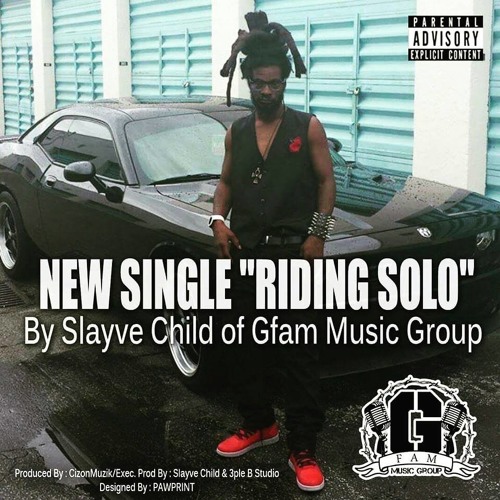 PARENTAL
ADVISORY
EXPLICIT CONTENT
NEW SINGLE "RIDING SOLO"
By Slayve Child of Gfam Music Group
G
FAM
MUSIC GROUP
Produced By : CizonMuzik/Exec. Prod By : Slayve Child & 3ple B Studio
Designed By : PAWPRINT